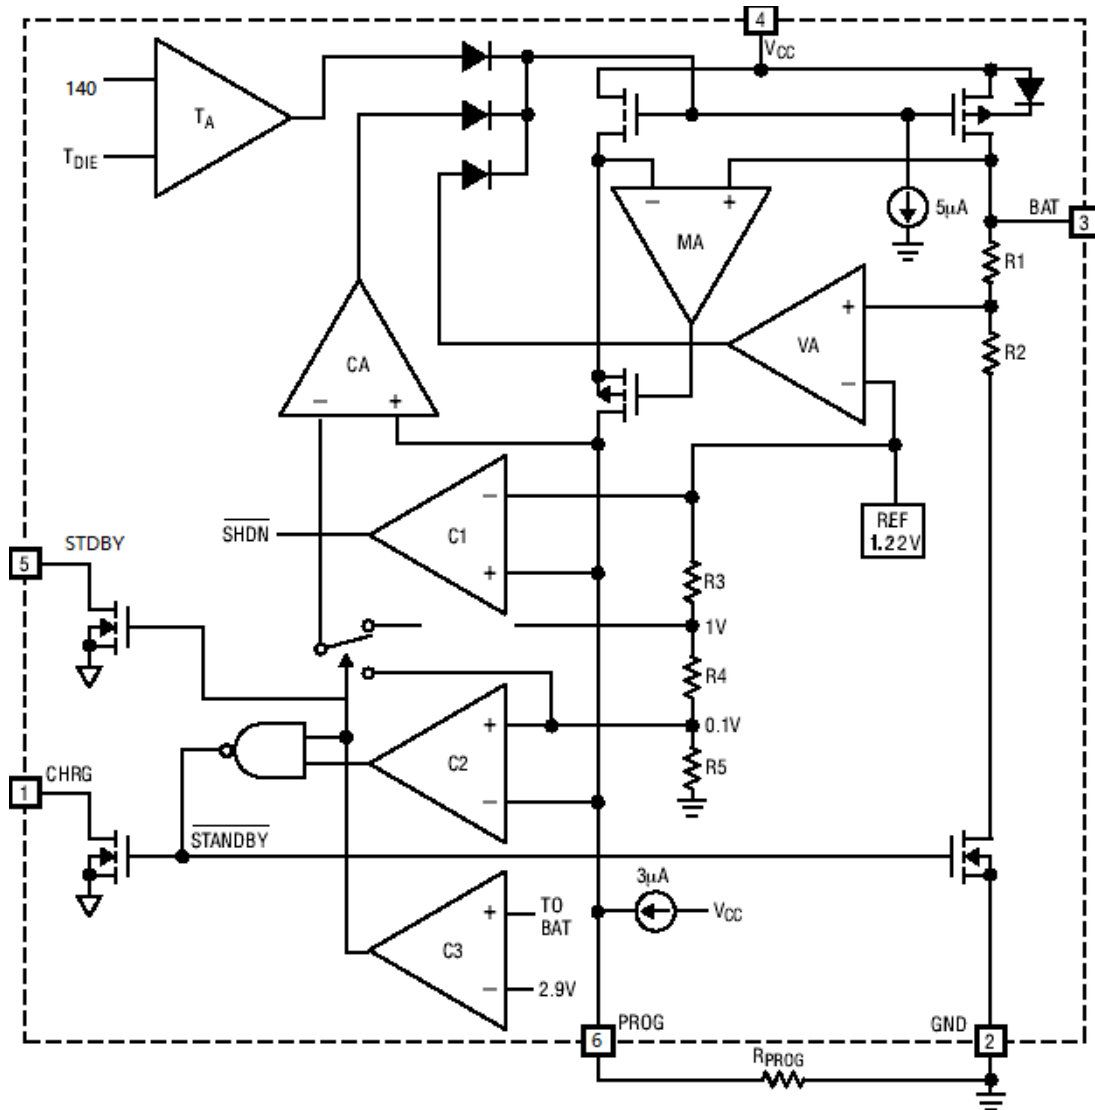 4
VCC
140
TA
TDIE
− +
MA
5µA
BAT
3
R1
+
VA
−
R2
CA
− +
SHDN
−
C1
+
REF
1.22V
5
STDBY
R3
1V
R4
+
0.1V
C2
R5
−
1
CHRG
STANDBY
3µA
VCC
+
TO
BAT
C3
−
2.9V
PROG
6
GND
2
RPROG